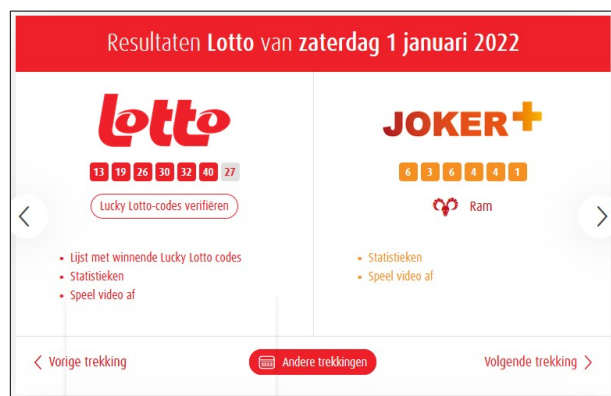 Resultaten Lotto van zaterdag 1 januari 2022
lotto
13 19 26 30 32 40 27
Lucky Lotto-codes verifiëren
• Lijst met winnende Lucky Lotto codes
• Statistieken
• Speel video af
JOKER+
6 3 6 4 4 1
Ram
• Statistieken
• Speel video af
Vorige trekking
Andere trekkingen
Volgende trekking